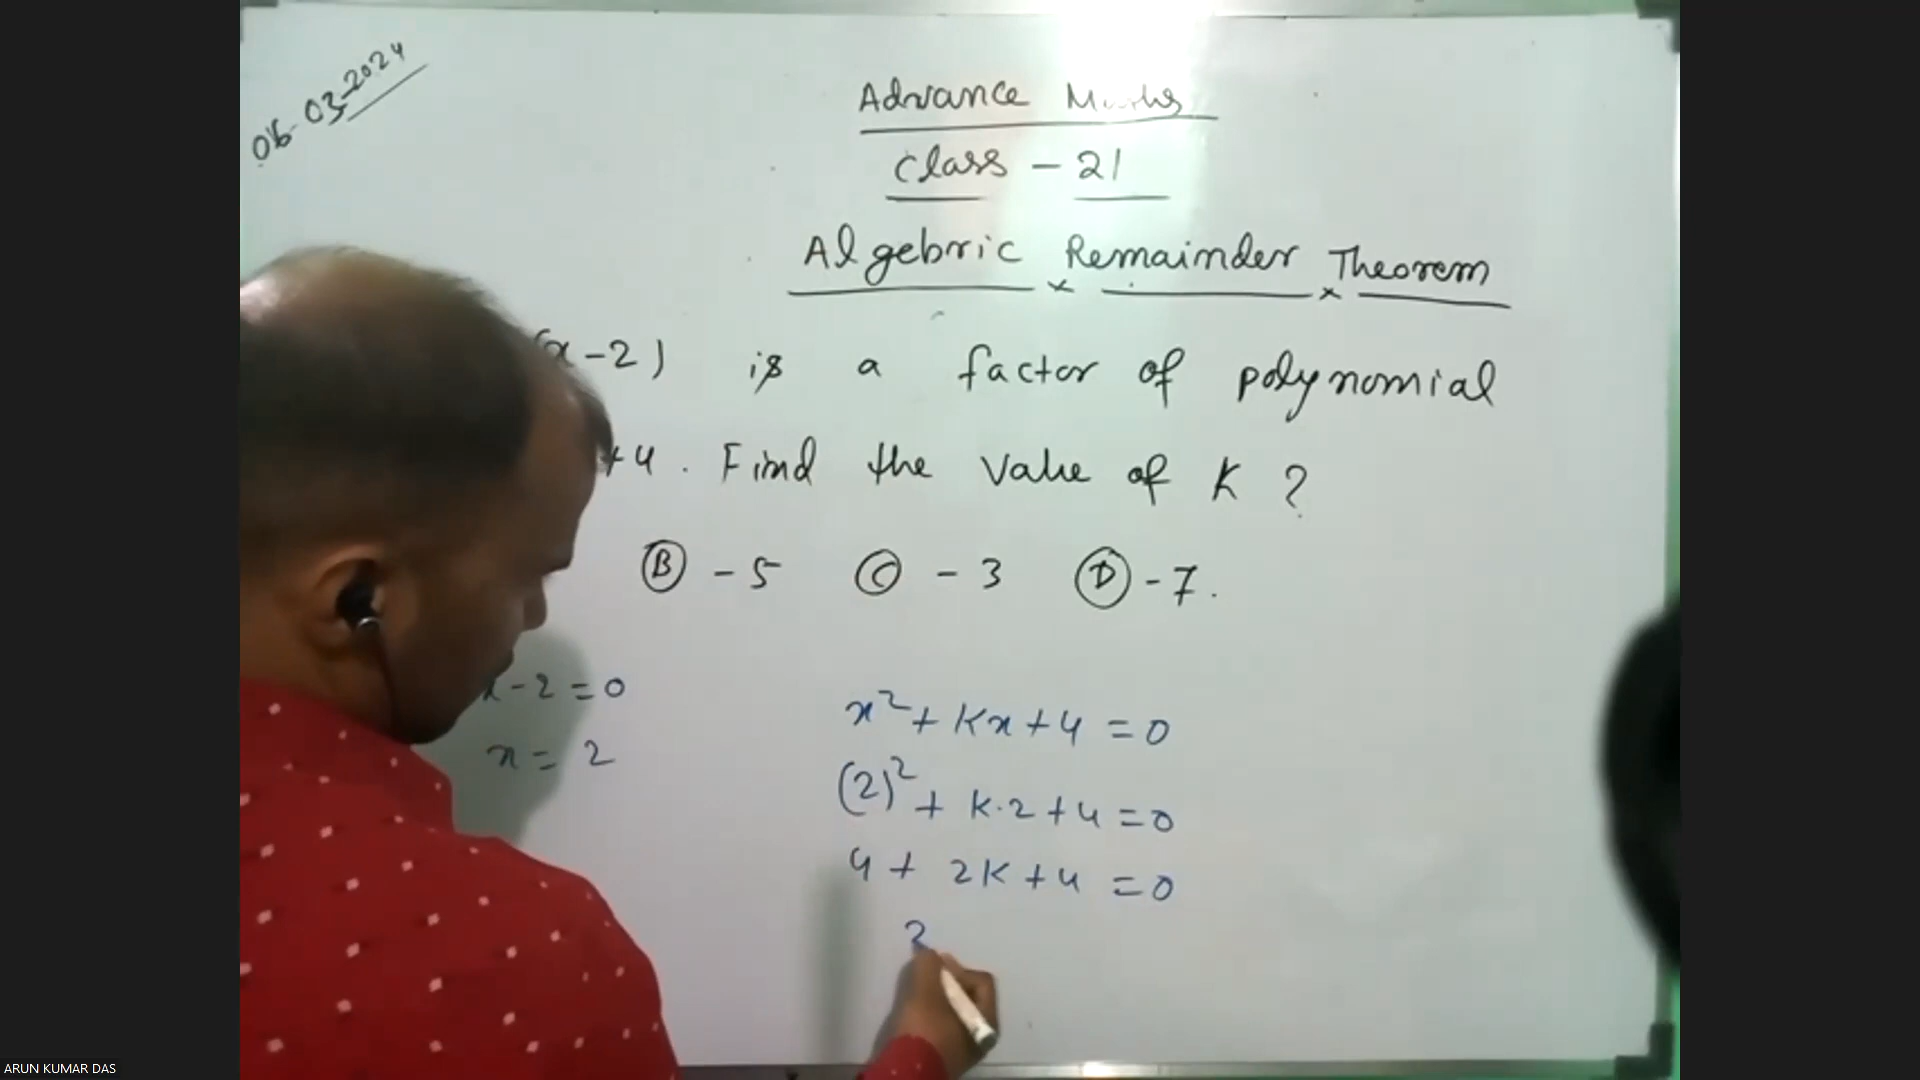 06-03-2024
Advance Maths
Class - 21
Algebric Remainder Theorem
(x-2) is a factor of polynomial
+4. Find the value of K ?
(B) -5 (C) -3 (D) -7.
x-2=0
x = 2
x²+Kx+4=0
(2)²+K.2+4=0
4+2K+4=0
2
ARUN KUMAR DAS